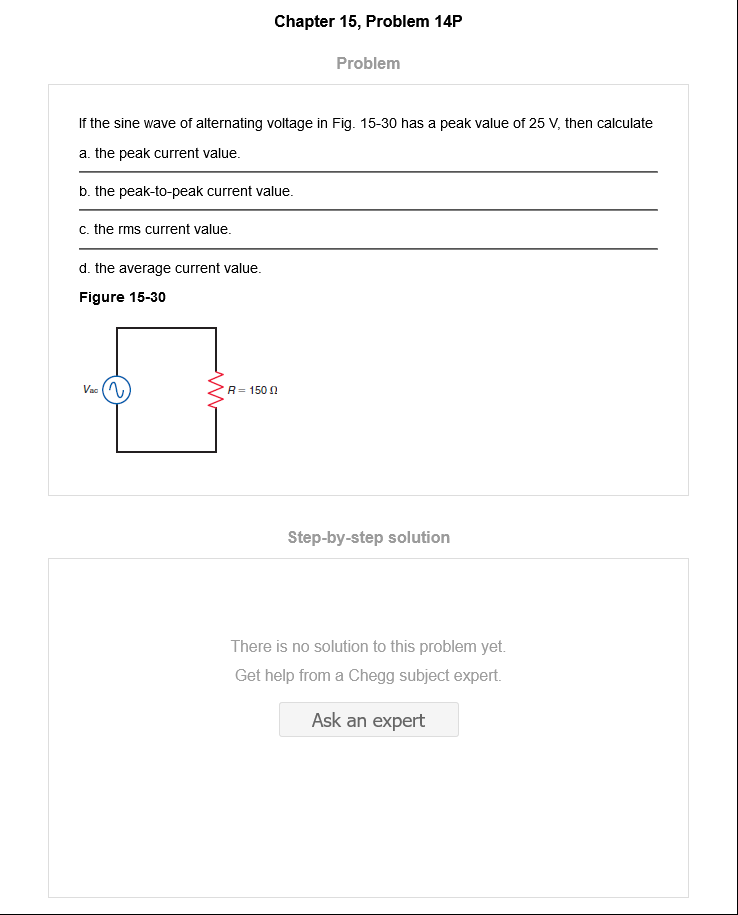 Chapter 15, Problem 14P
Problem
If the sine wave of alternating voltage in Fig. 15-30 has a peak value of 25 V, then calculate
a. the peak current value.
b. the peak-to-peak current value.
c. the rms current value.
d. the average current value.
Figure 15-30
Vac
R = 150 Ω
Step-by-step solution
There is no solution to this problem yet.
Get help from a Chegg subject expert.
Ask an expert